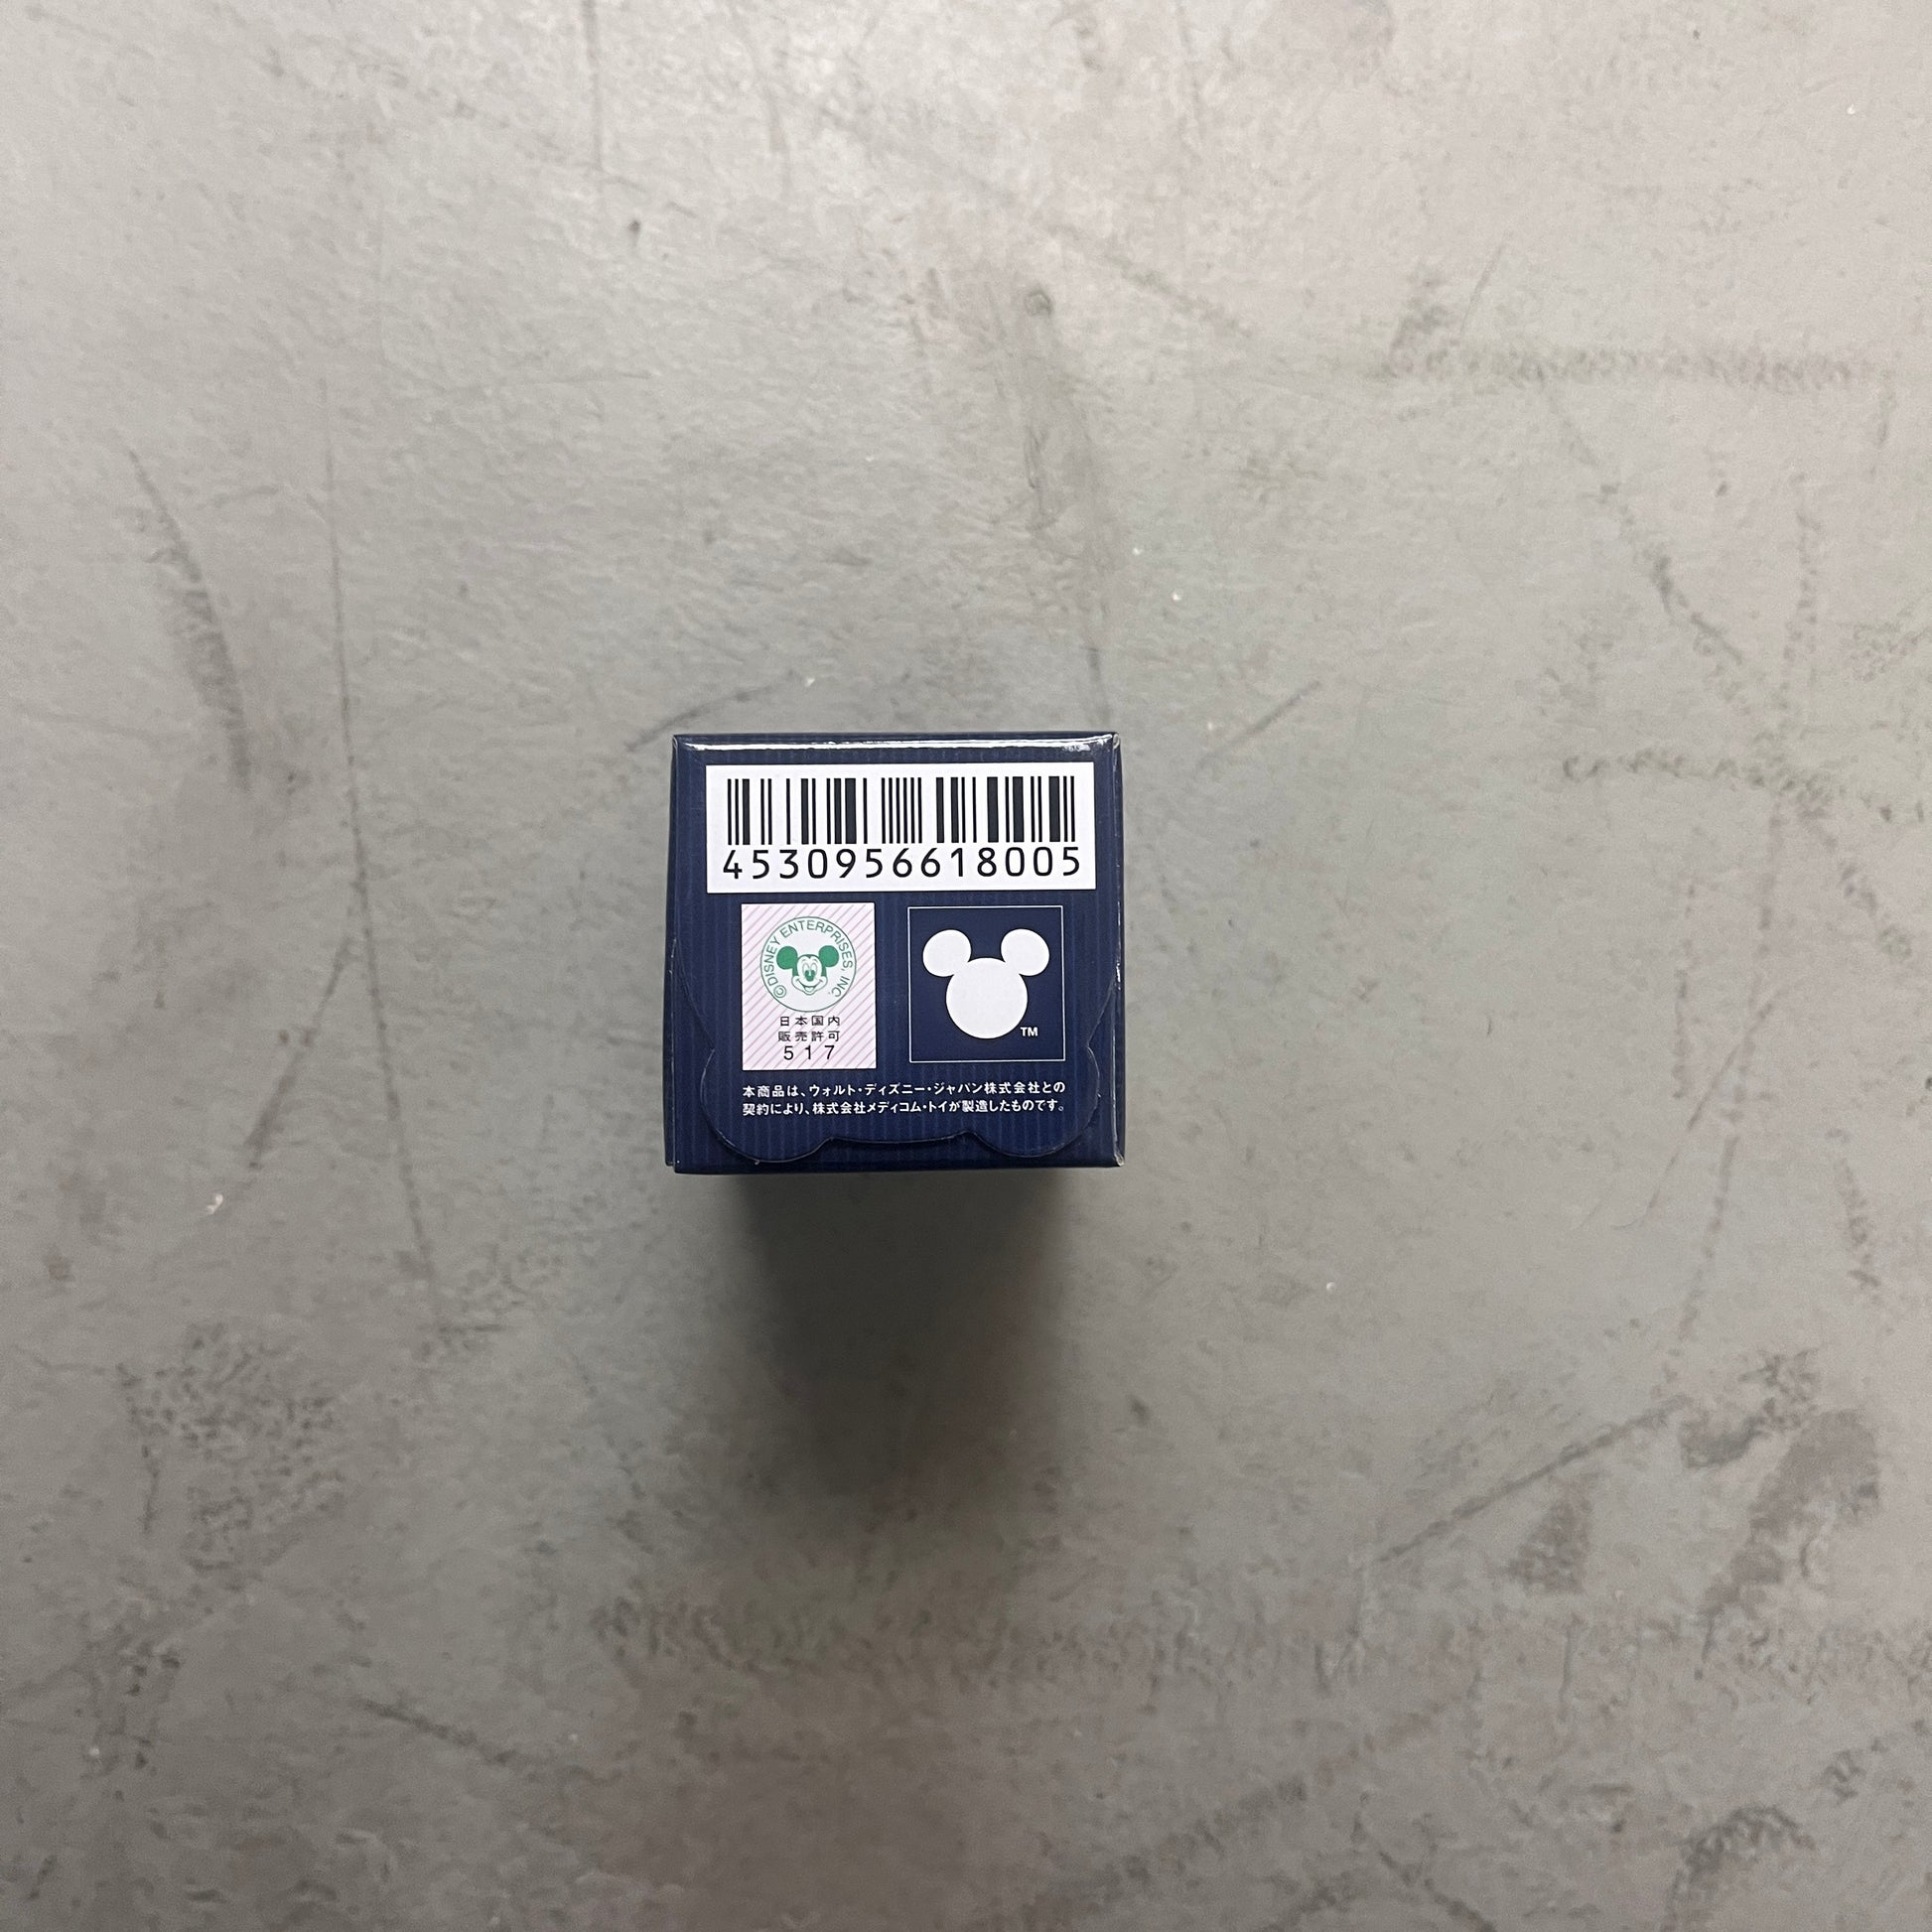 4530956618005
©DISNEY ENTERPRISES, INC.
日本国内
販売許可
517
TM
本商品は、ウォルト・ディズニー・ジャパン株式会社との
契約により、株式会社メディコム・トイが製造したものです。